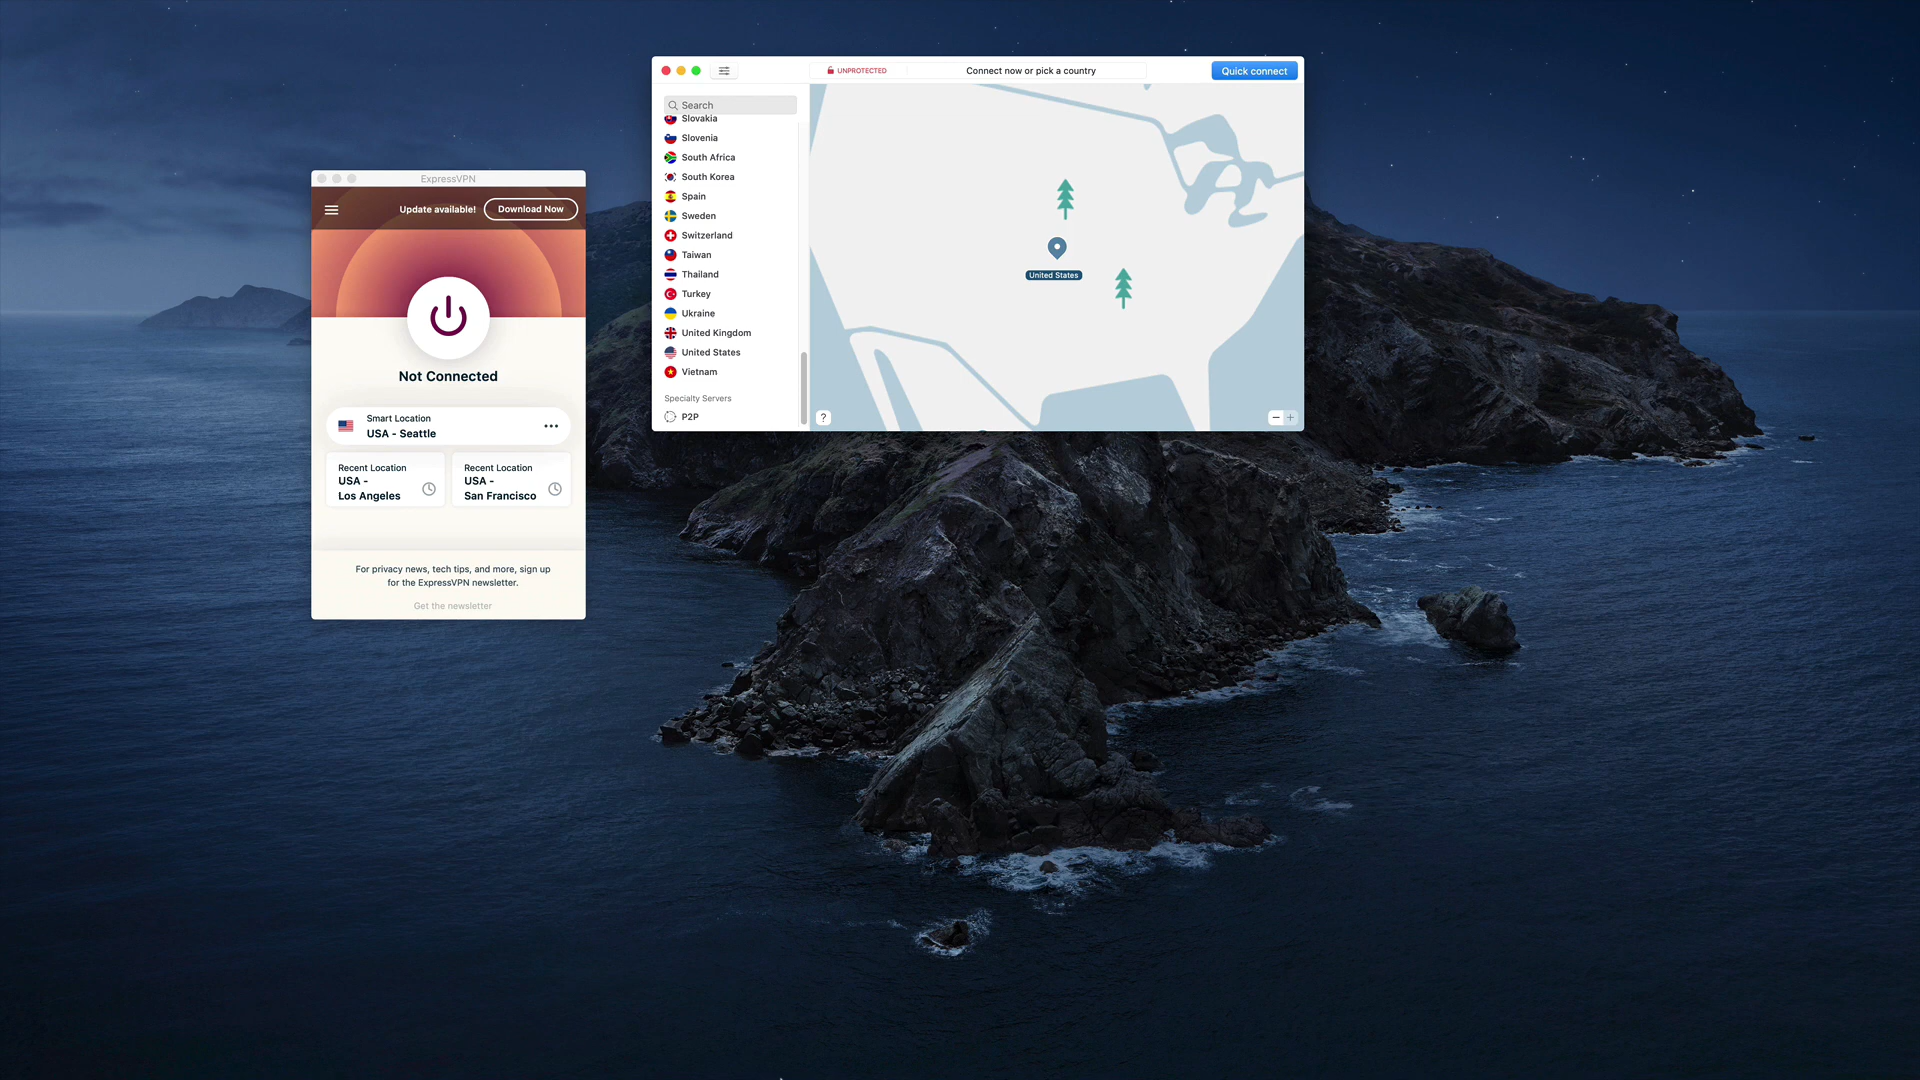 ExpressVPN
Update available!
Download Now
Not Connected
Smart Location
USA - Seattle
Recent Location
USA -
Los Angeles
Recent Location
USA -
San Francisco
For privacy news, tech tips, and more, sign up
for the ExpressVPN newsletter.
Get the newsletter
UNPROTECTED
Connect now or pick a country
Quick connect
Search
Slovakia
Slovenia
South Africa
South Korea
Spain
Sweden
Switzerland
Taiwan
Thailand
Turkey
Ukraine
United Kingdom
United States
Vietnam
Specialty Servers
P2P
United States
?